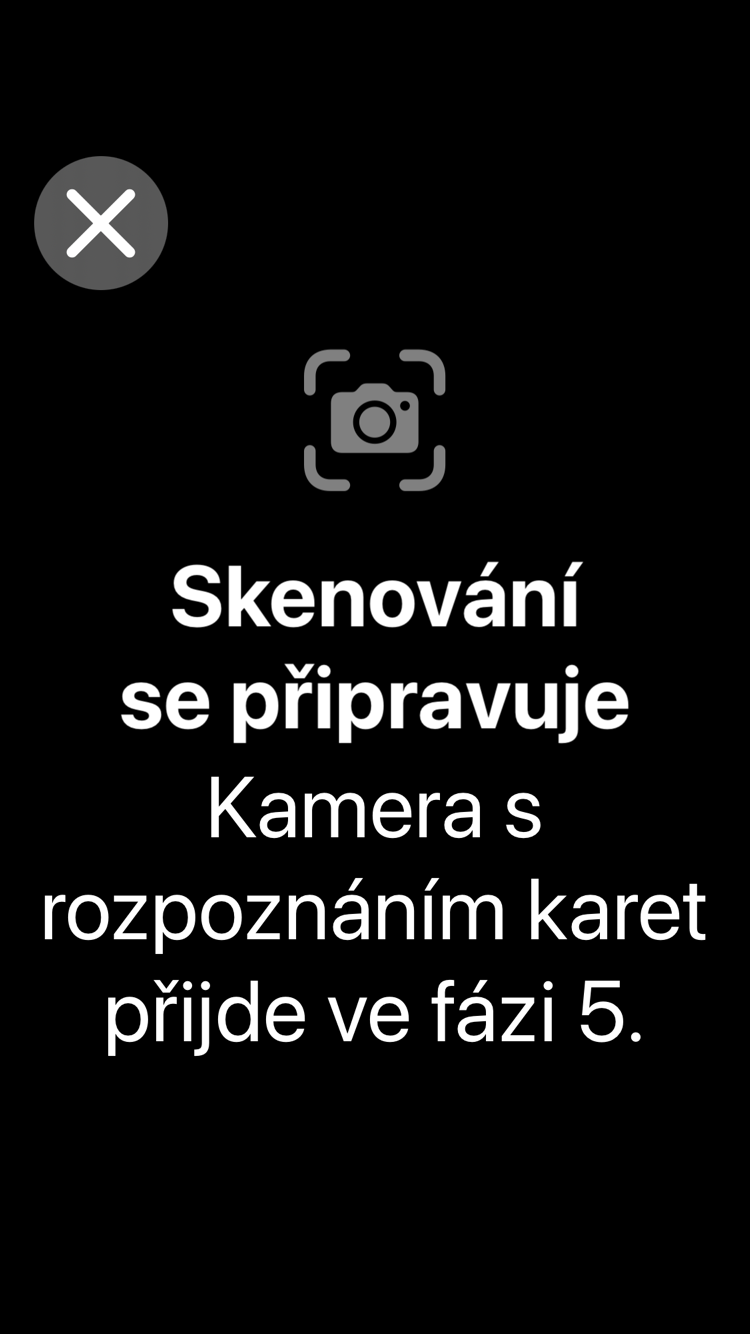 Skenování
se připravuje
Kamera s
rozpoznáním karet
přijde ve fázi 5.